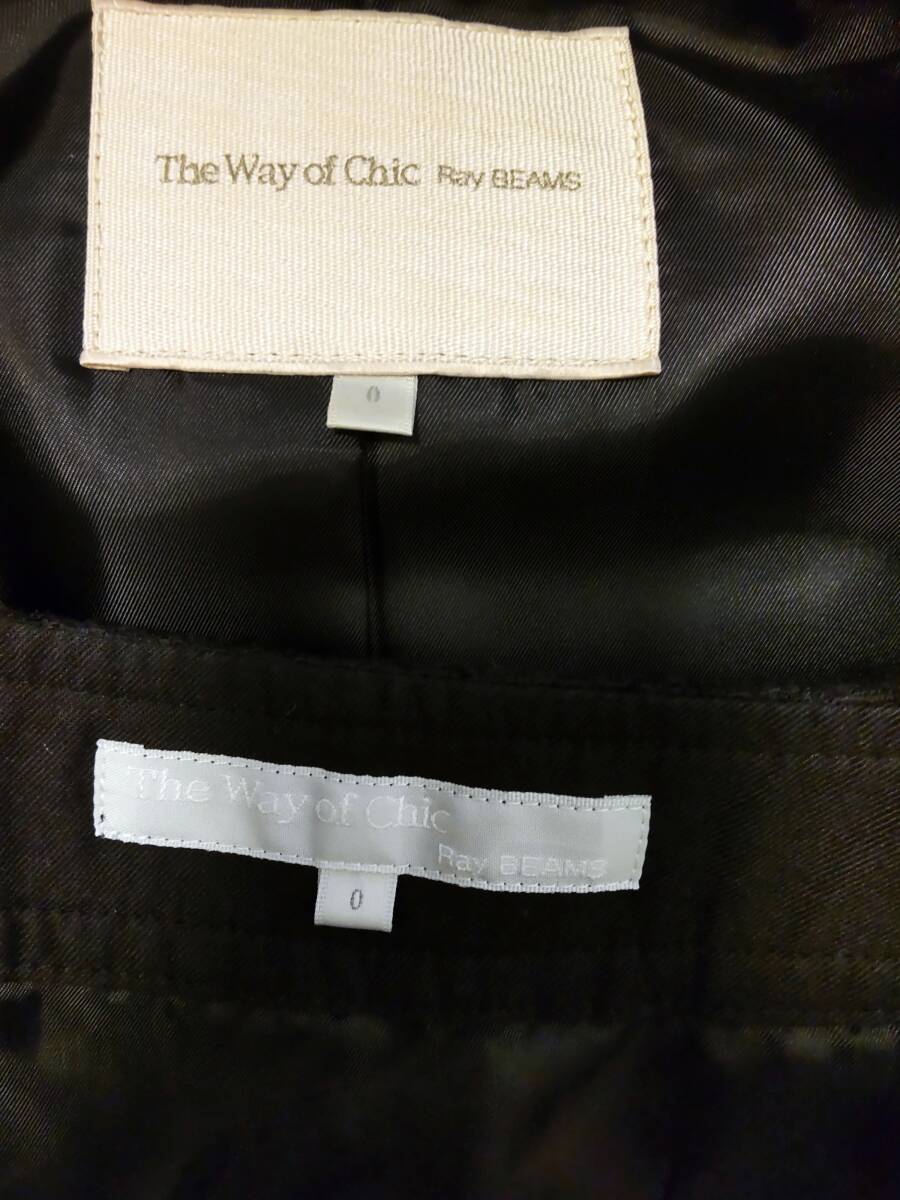 The Way of Chic Ray BEAMS
0
The Way of Chic
Ray BEAMS
0